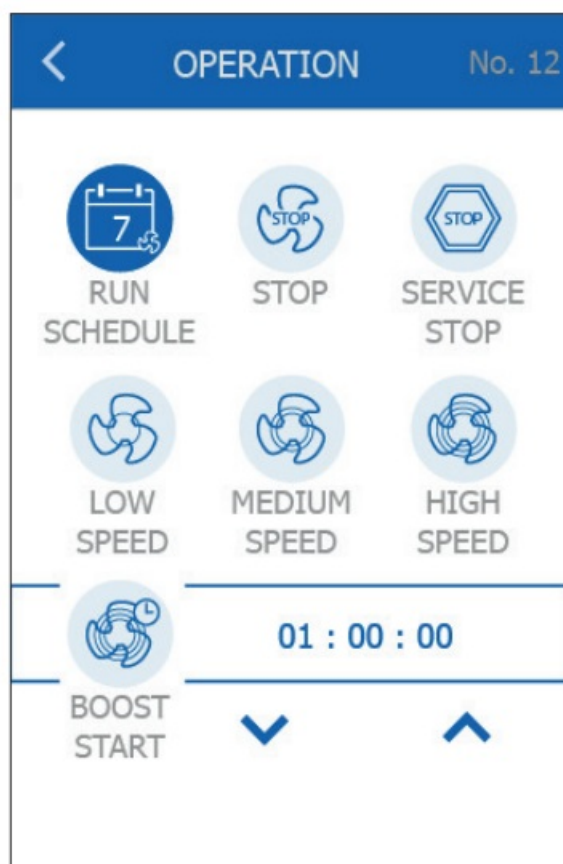 OPERATION No. 12
7
STOP
STOP
RUN
SCHEDULE
STOP
SERVICE
STOP
LOW
SPEED
MEDIUM
SPEED
HIGH
SPEED
01 : 00 : 00
BOOST
START